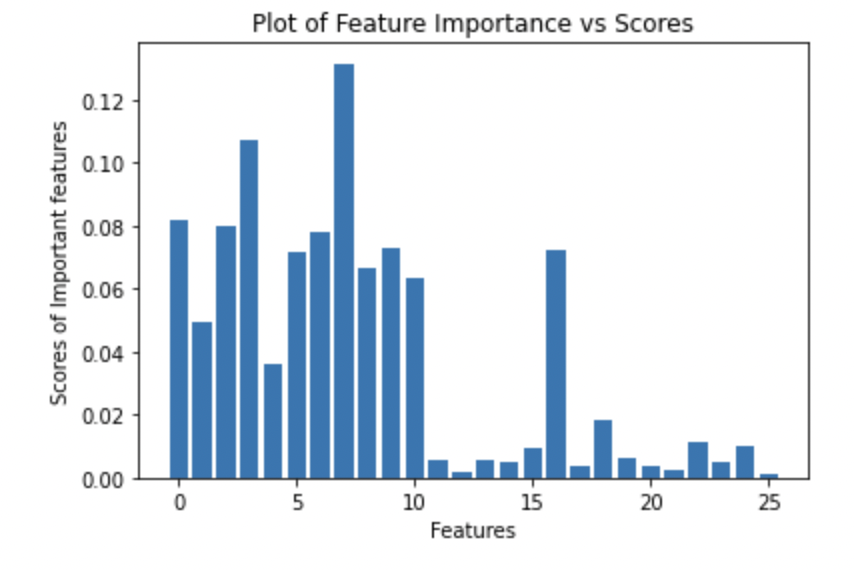 Plot of Feature Importance vs Scores
0.12
0.10
0.08
0.06
0.04
0.02
0.00
Scores of Important features
0 5 10 15 20 25
Features